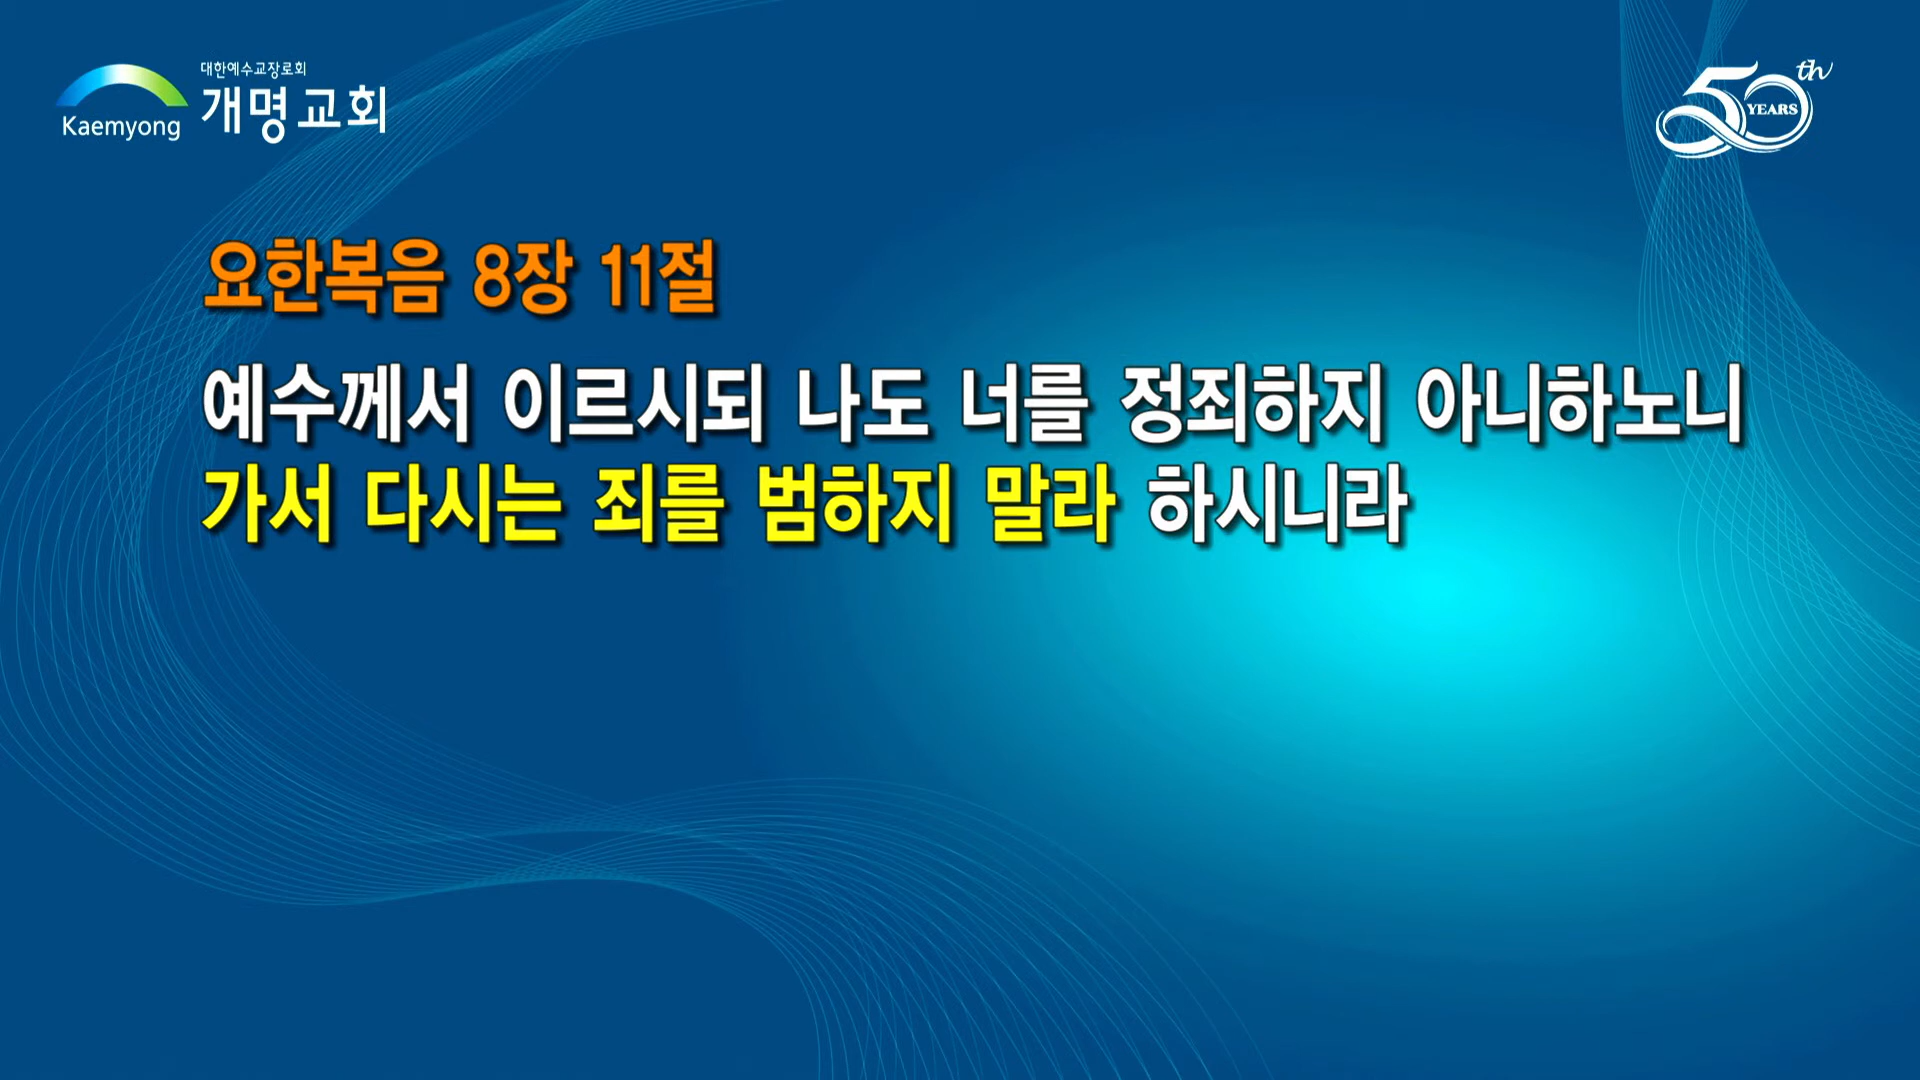 대한예수교장로회
개명교회
Kaemyong
50th
YEARS
요한복음 8장 11절
예수께서 이르시되 나도 너를 정죄하지 아니하노니
가서 다시는 죄를 범하지 말라 하시니라